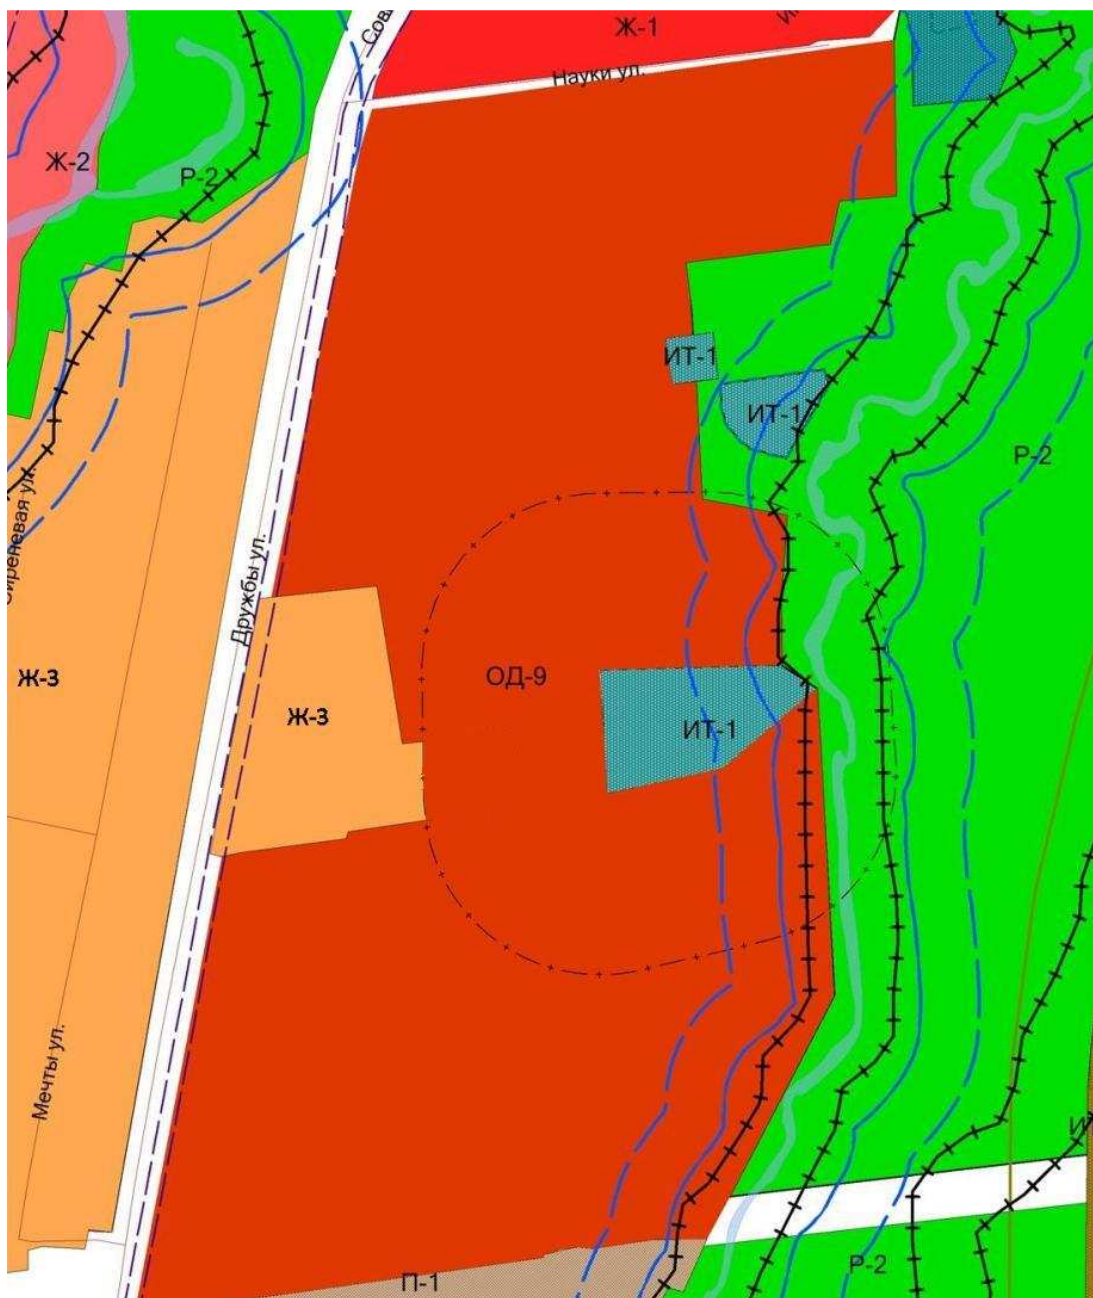 Ж-1
Науки ул.
Ж-2
Р-2
ИТ-1
ИТ-1
Р-2
Дружбы ул.
Ж-3
Ж-3
ОД-9
ИТ-1
Мечты ул.
Р-2
П-1